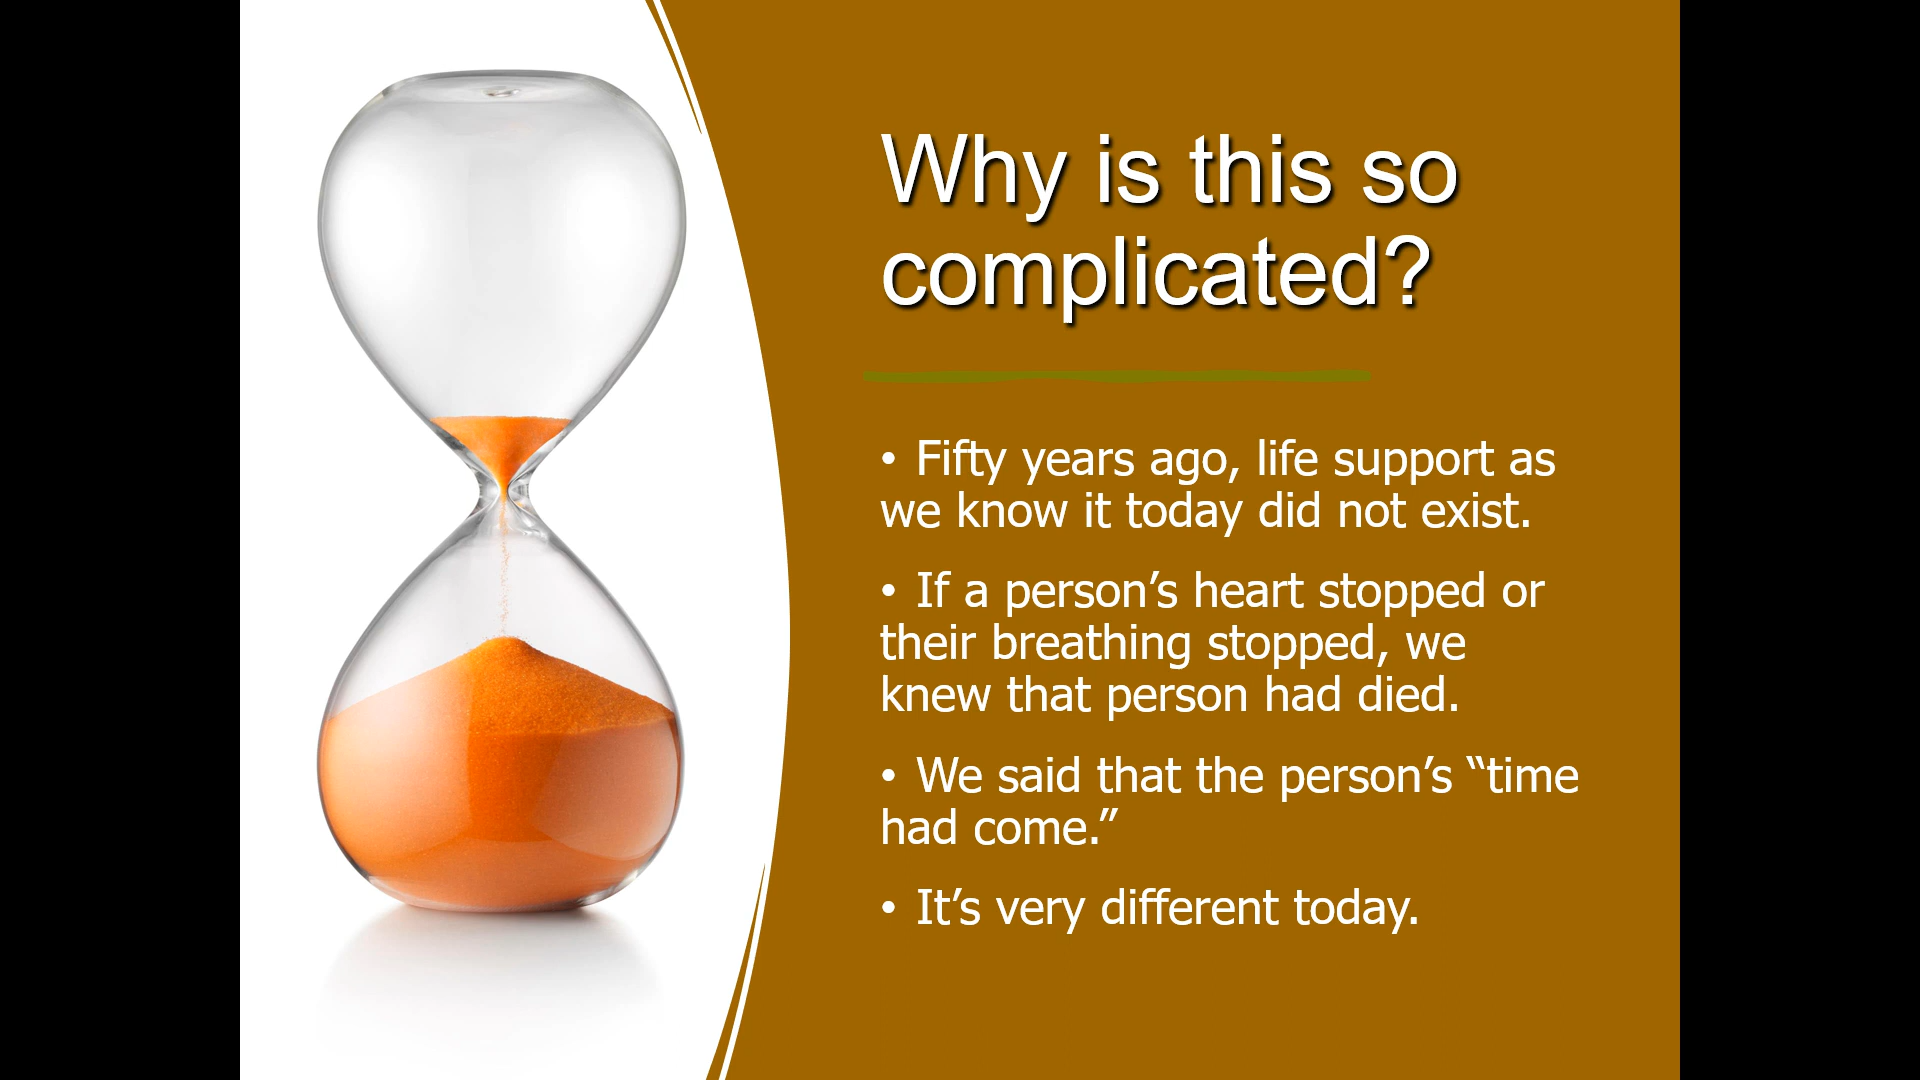 Why is this so
complicated?
• Fifty years ago, life support as
we know it today did not exist.
• If a person’s heart stopped or
their breathing stopped, we
knew that person had died.
• We said that the person’s “time
had come.”
• It’s very different today.